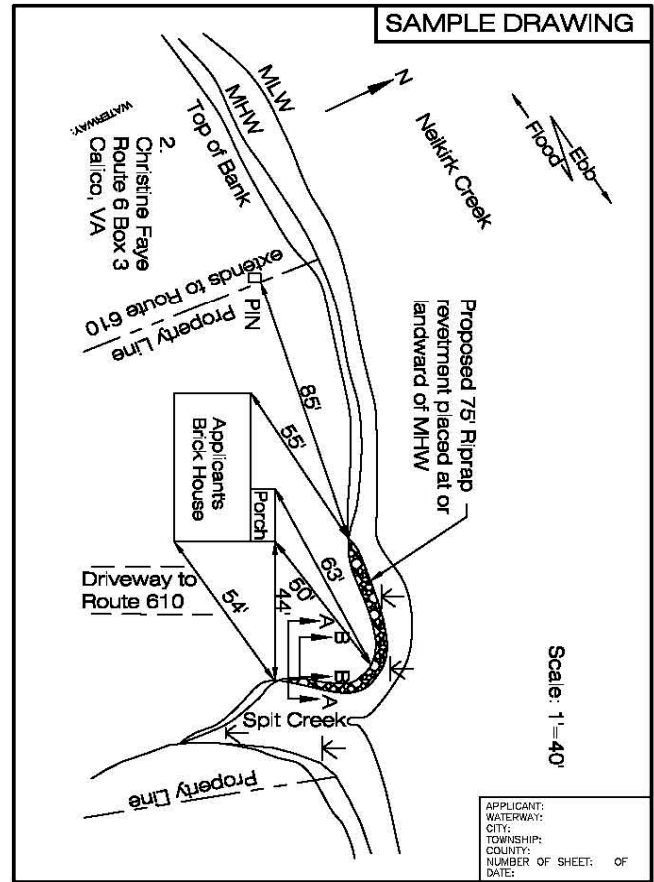 SAMPLE DRAWING
MLW
MHW
Top of Bank
N
Neikirk Creek
Ebb
Flood
WATERWAY:
2.
Christine Faye
Route 6 Box 3
Calico, VA
extends to Route 610
Property Line
PIN
Proposed 75' Riprap
revetment placed at or
landward of MHW
85'
55'
Applicant's
Brick House
Porch
63'
50'
44'
54'
Driveway to
Route 610
A
B
B
A
Scale: 1"=40'
Spit Creek
Property Line
APPLICANT:
WATERWAY:
CITY:
TOWNSHIP:
COUNTY:
NUMBER OF SHEET: OF
DATE: